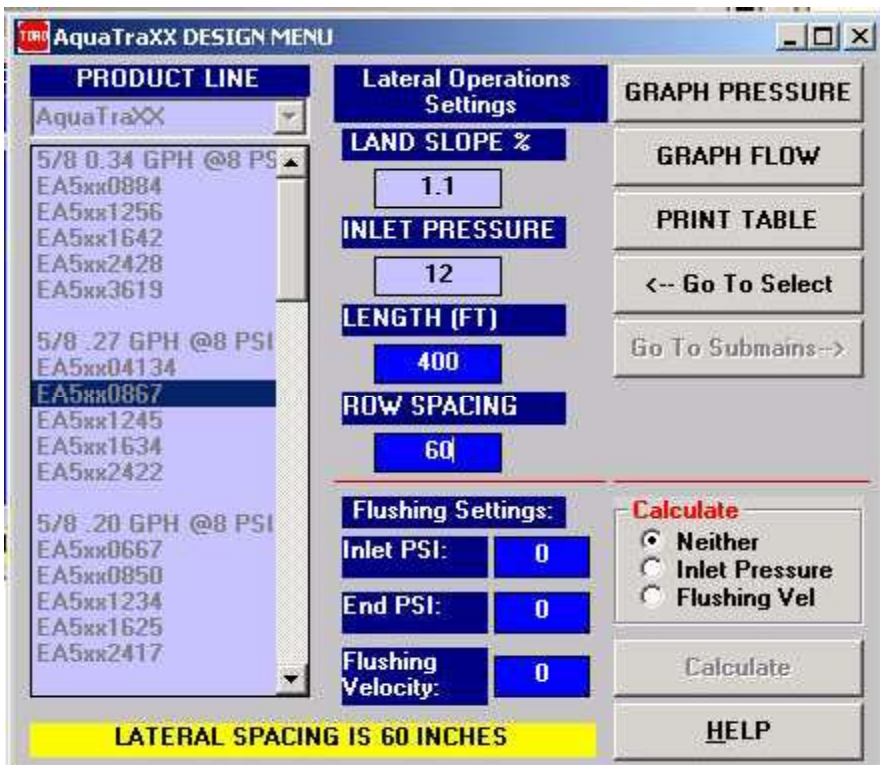 TORO AquaTraXX DESIGN MENU
PRODUCT LINE
AquaTraXX
5/8 0.34 GPH @8 PS
EA5xx0884
EA5xx1256
EA5xx1642
EA5xx2428
EA5xx3619
5/8 .27 GPH @8 PSI
EA5xx04134
EA5xx0867
EA5xx1245
EA5xx1634
EA5xx2422
5/8 .20 GPH @8 PSI
EA5xx0667
EA5xx0850
EA5xx1234
EA5xx1625
EA5xx2417
Lateral Operations
Settings
LAND SLOPE %
1.1
INLET PRESSURE
12
LENGTH (FT)
400
ROW SPACING
60
Flushing Settings:
Inlet PSI: 0
End PSI: 0
Flushing
Velocity: 0
GRAPH PRESSURE
GRAPH FLOW
PRINT TABLE
<-- Go To Select
Go To Submains-->
Calculate
Neither
Inlet Pressure
Flushing Vel
Calculate
HELP
LATERAL SPACING IS 60 INCHES